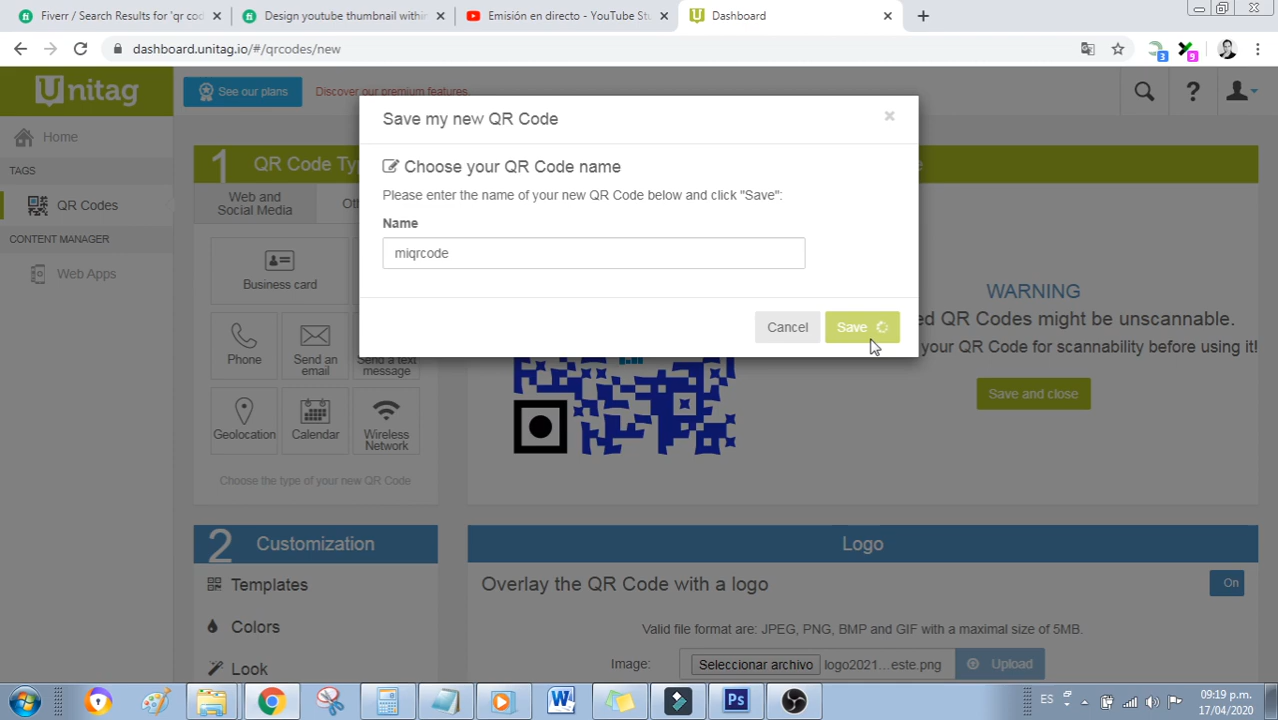 Fiverr / Search Results for 'qr co
Design youtube thumbnail within
Emisión en directo - YouTube Stu
Dashboard
dashboard.unitag.io/#/qrcodes/new
3
9
Unitag
See our plans
Discover our premium features.
?
Home
TAGS
QR Codes
CONTENT MANAGER
Web Apps
1 QR Code Ty
Web and
Social Media
Ot
Business card
Phone
Send an
email
Send a text
message
Geolocation
Calendar
Wireless
Network
Choose the type of your new QR Code
Save my new QR Code
×
Choose your QR Code name
Please enter the name of your new QR Code below and click "Save":
Name
miqrcode
Cancel
Save
WARNING
ed QR Codes might be unscannable.
your QR Code for scannability before using it!
Save and close
2 Customization
Templates
Colors
Look
Logo
Overlay the QR Code with a logo
On
Valid file format are: JPEG, PNG, BMP and GIF with a maximal size of 5MB.
Image:
Seleccionar archivo
logo2021...este.png
Upload
W
Ps
ES
09:19 p.m.
17/04/2020